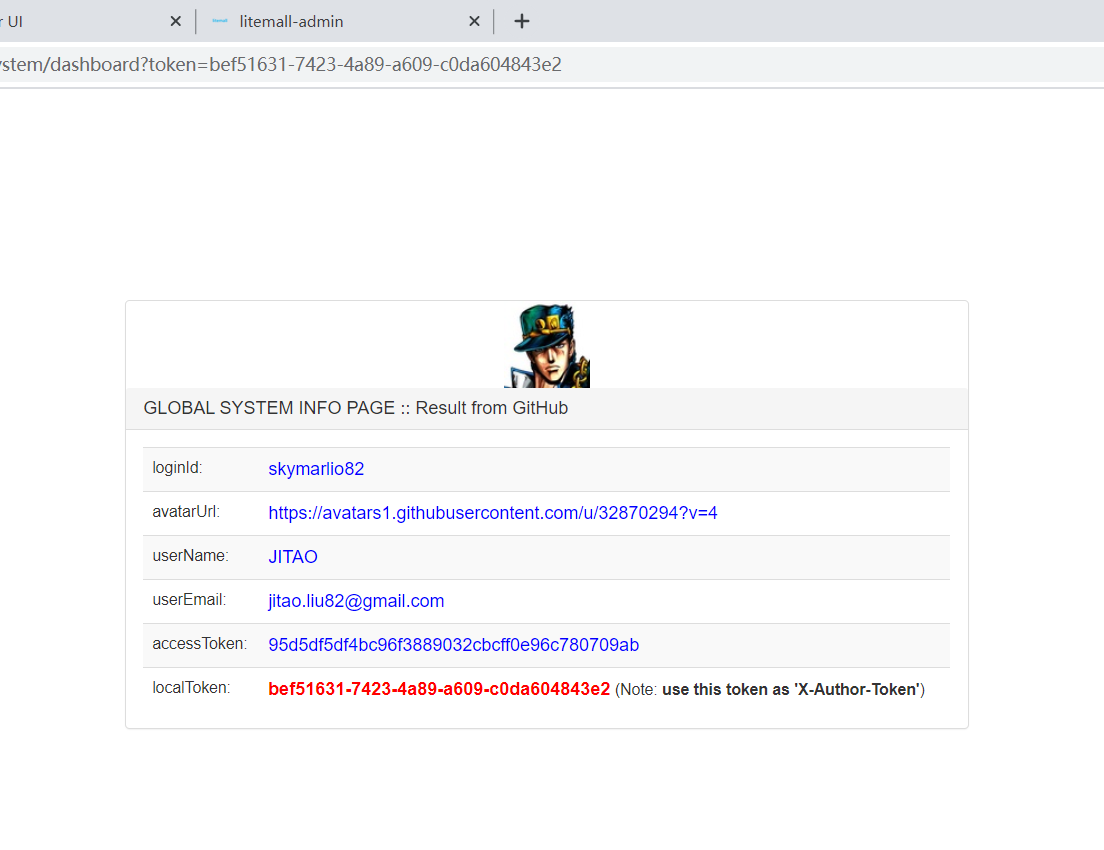 r UI
litemall-admin
ystem/dashboard?token=bef51631-7423-4a89-a609-c0da604843e2
GLOBAL SYSTEM INFO PAGE :: Result from GitHub
loginId: skymarlio82
avatarUrl: https://avatars1.githubusercontent.com/u/32870294?v=4
userName: JITAO
userEmail: jitao.liu82@gmail.com
accessToken: 95d5df5df4bc96f3889032cbcff0e96c780709ab
localToken: bef51631-7423-4a89-a609-c0da604843e2 (Note: use this token as 'X-Author-Token')